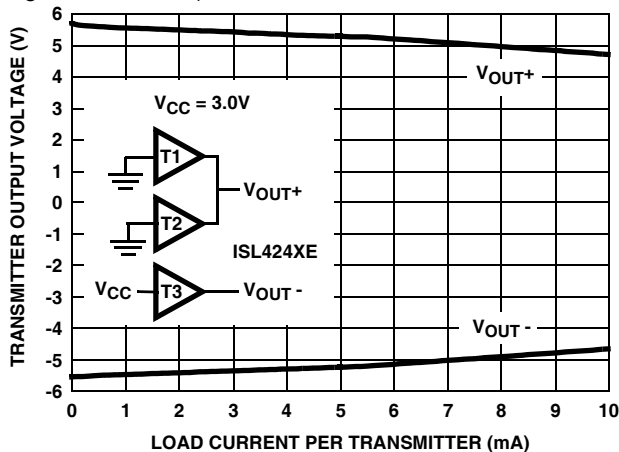 TRANSMITTER OUTPUT VOLTAGE (V)
6
5
4
3
2
1
0
-1
-2
-3
-4
-5
-6
VOUT+
VCC = 3.0V
T1
VOUT+
T2
ISL424XE
VCC
T3
VOUT -
VOUT -
0 1 2 3 4 5 6 7 8 9 10
LOAD CURRENT PER TRANSMITTER (mA)